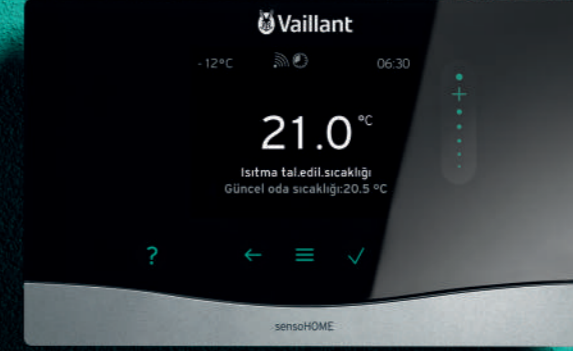 Vaillant
- 12°C 06:30
21.0 °C
Isıtma tal.edil.sıcaklığı
Güncel oda sıcaklığı:20.5 °C
?
sensoHOME